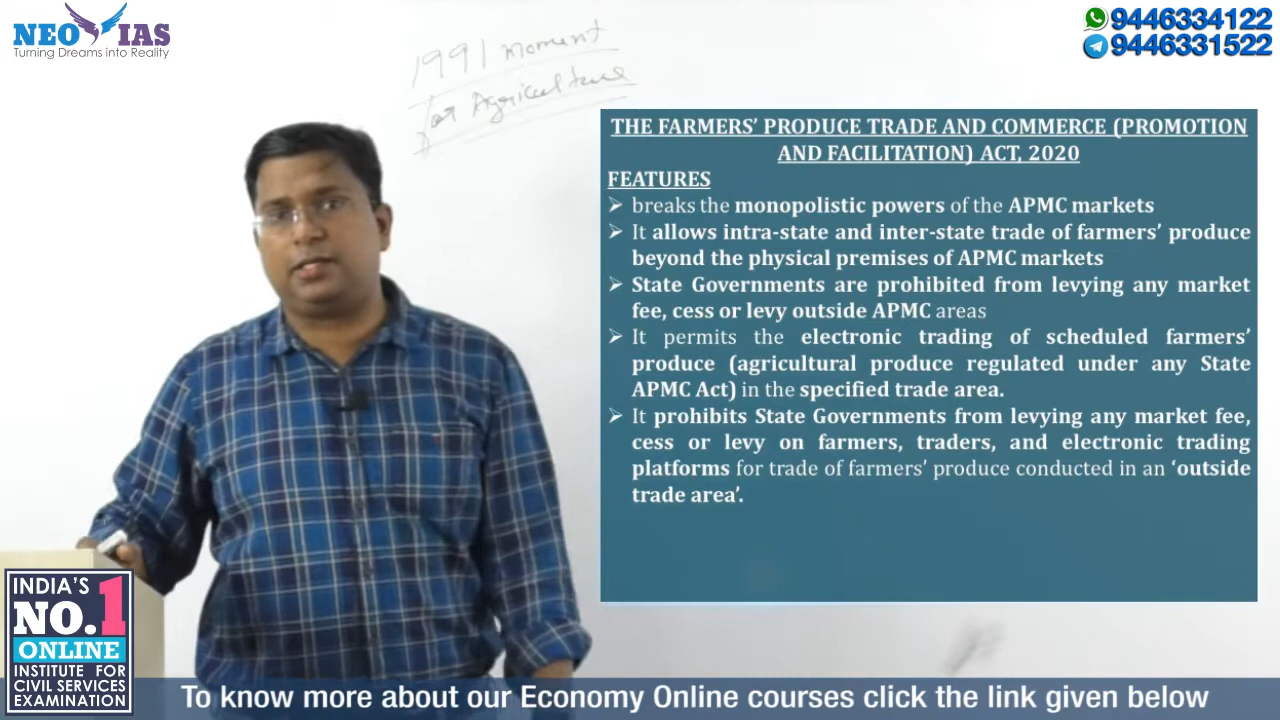 NEO IAS
Turning Dreams into Reality
9446334122
9446331522
1991 moment
for Agriculture
THE FARMERS’ PRODUCE TRADE AND COMMERCE (PROMOTION
AND FACILITATION) ACT, 2020
FEATURES
➢ breaks the monopolistic powers of the APMC markets
➢ It allows intra-state and inter-state trade of farmers’ produce
beyond the physical premises of APMC markets
➢ State Governments are prohibited from levying any market
fee, cess or levy outside APMC areas
➢ It permits the electronic trading of scheduled farmers’
produce (agricultural produce regulated under any State
APMC Act) in the specified trade area.
➢ It prohibits State Governments from levying any market fee,
cess or levy on farmers, traders, and electronic trading
platforms for trade of farmers’ produce conducted in an ‘outside
trade area’.
INDIA’S
NO.1
ONLINE
INSTITUTE FOR
CIVIL SERVICES
EXAMINATION
To know more about our Economy Online courses click the link given below